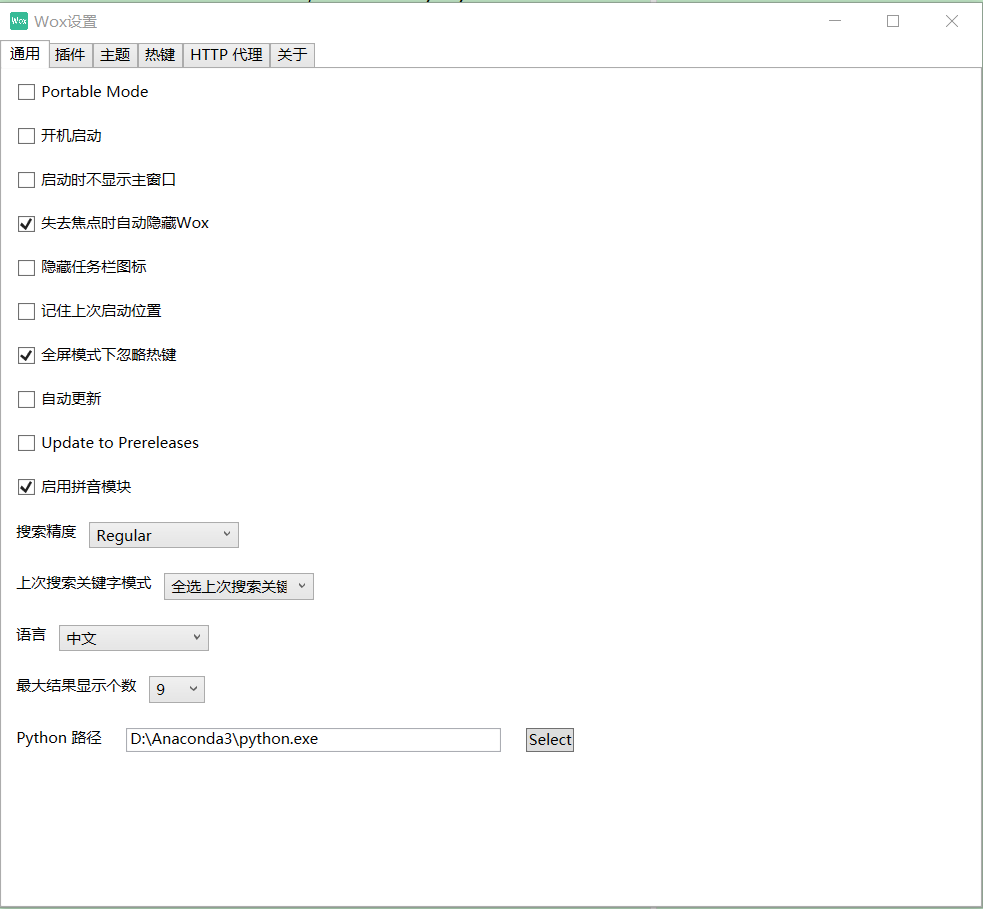 Wox Wox设置
通用 插件 主题 热键 HTTP 代理 关于
Portable Mode
开机启动
启动时不显示主窗口
失去焦点时自动隐藏Wox
隐藏任务栏图标
记住上次启动位置
全屏模式下忽略热键
自动更新
Update to Prereleases
启用拼音模块
搜索精度 Regular
上次搜索关键字模式 全选上次搜索关键
语言 中文
最大结果显示个数 9
Python 路径 D:\Anaconda3\python.exe Select